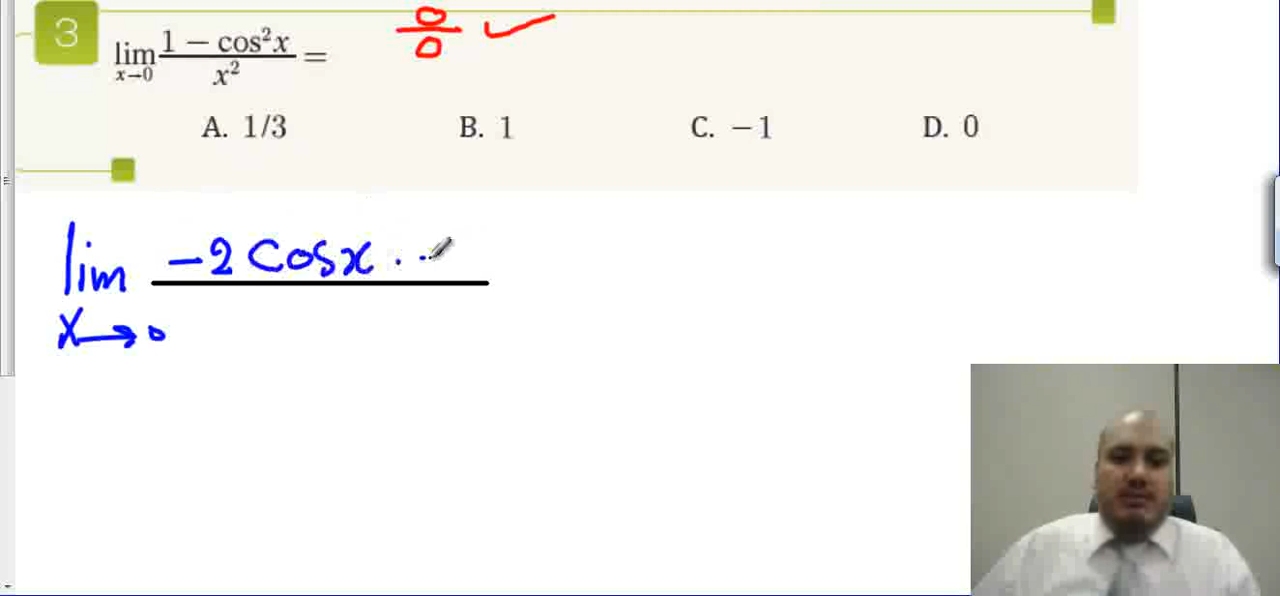 3
lim x→0 (1 − cos²x)/x² =
0/0 ✓
A. 1/3 B. 1 C. −1 D. 0
lim x→0 −2 cosx · -